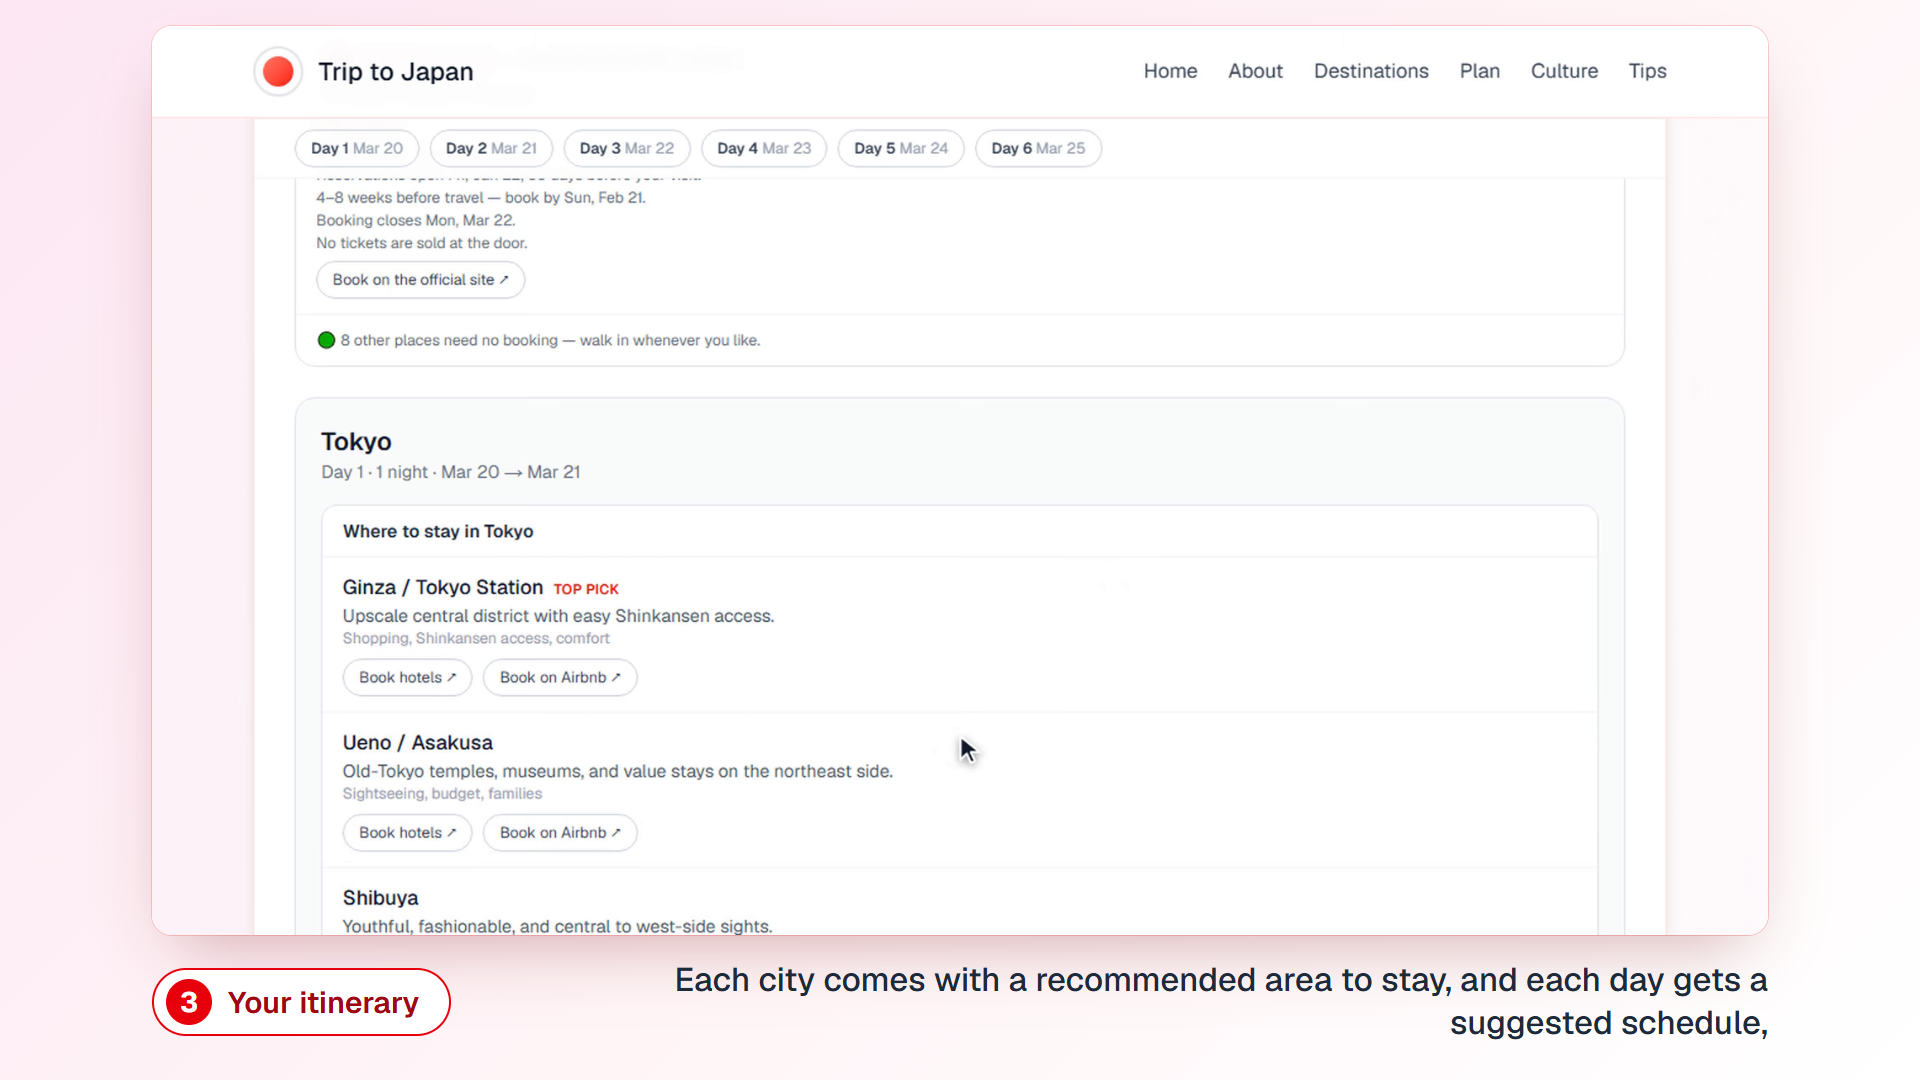 Trip to Japan
Home About Destinations Plan Culture Tips
Day 1 Mar 20 Day 2 Mar 21 Day 3 Mar 22 Day 4 Mar 23 Day 5 Mar 24 Day 6 Mar 25
4–8 weeks before travel — book by Sun, Feb 21.
Booking closes Mon, Mar 22.
No tickets are sold at the door.
Book on the official site ↗
8 other places need no booking — walk in whenever you like.
Tokyo
Day 1 · 1 night · Mar 20 → Mar 21
Where to stay in Tokyo
Ginza / Tokyo Station TOP PICK
Upscale central district with easy Shinkansen access.
Shopping, Shinkansen access, comfort
Book hotels ↗ Book on Airbnb ↗
Ueno / Asakusa
Old-Tokyo temples, museums, and value stays on the northeast side.
Sightseeing, budget, families
Book hotels ↗ Book on Airbnb ↗
Shibuya
Youthful, fashionable, and central to west-side sights.
3 Your itinerary
Each city comes with a recommended area to stay, and each day gets a
suggested schedule,